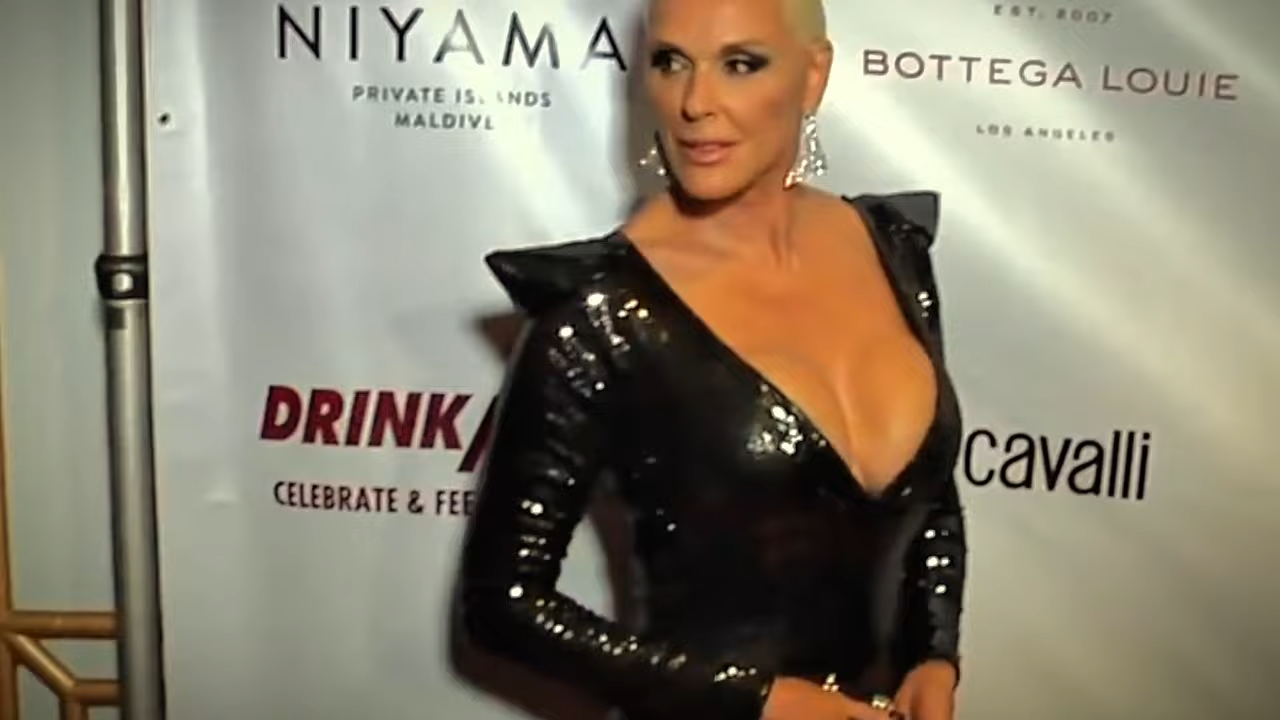 NIYAMA
PRIVATE ISLANDS
MALDIVE
EST. 2007
BOTTEGA LOUIE
LOS ANGELES
DRINK
CELEBRATE & FEE
cavalli